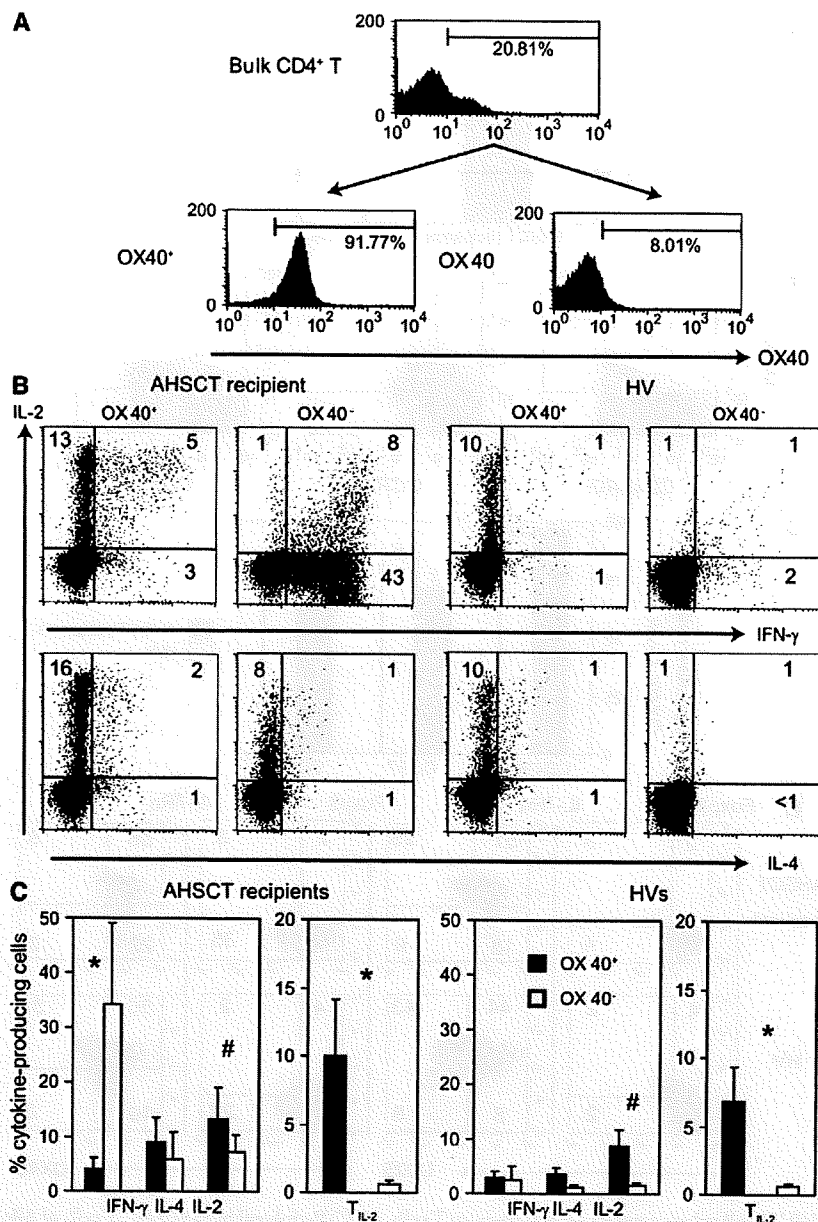 A
Bulk CD4⁺ T
200
0
20.81%
10⁰ 10¹ 10² 10³ 10⁴
OX40⁺
200
0
91.77%
10⁰ 10¹ 10² 10³ 10⁴
OX40
200
0
8.01%
10⁰ 10¹ 10² 10³ 10⁴
OX40
B
AHSCT recipient HV
IL-2 OX40⁺ OX40⁻ OX40⁺ OX40⁻
13 5 1 8 10 1 1 1
3 43 1 2
IFN-γ
16 2 8 1 10 1 1 1
1 1 1 <1
IL-4
C
AHSCT recipients HVs
% cytokine-producing cells
50 20 50 20
40 15 40 15
30 10 30 10
20 5 20 5
10 0 10 0
0 0
* # * # *
OX 40⁺
OX 40⁻
IFN-γ IL-4 IL-2 T_IL-2 IFN-γ IL-4 IL-2 T_IL-2